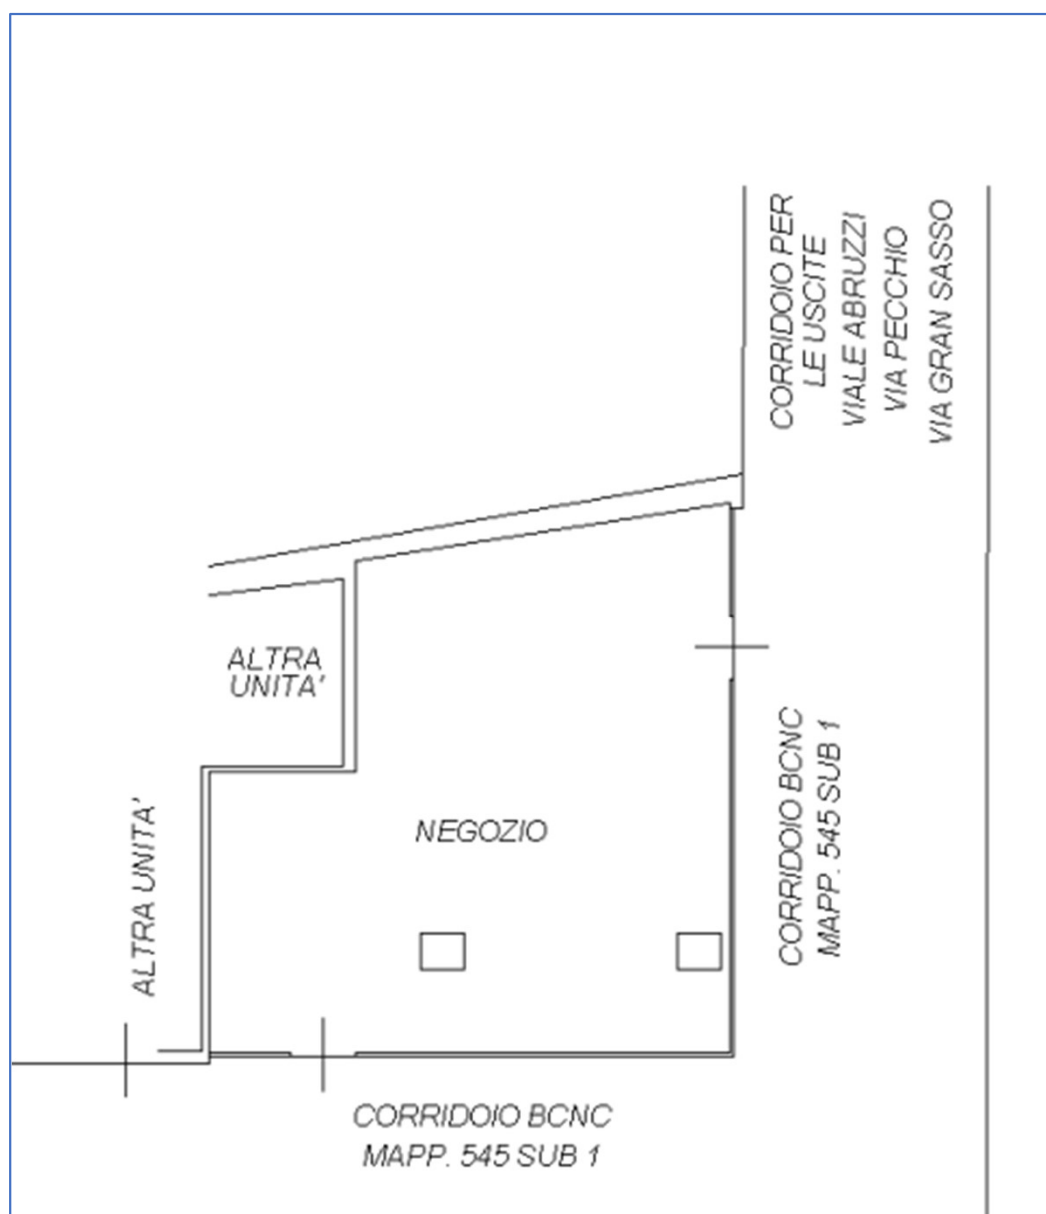 CORRIDOIO PER
LE USCITE
VIALE ABRUZZI
VIA PECCHIO
VIA GRAN SASSO
ALTRA
UNITA'
CORRIDOIO BCNC
MAPP. 545 SUB 1
NEGOZIO
ALTRA UNITA'
CORRIDOIO BCNC
MAPP. 545 SUB 1